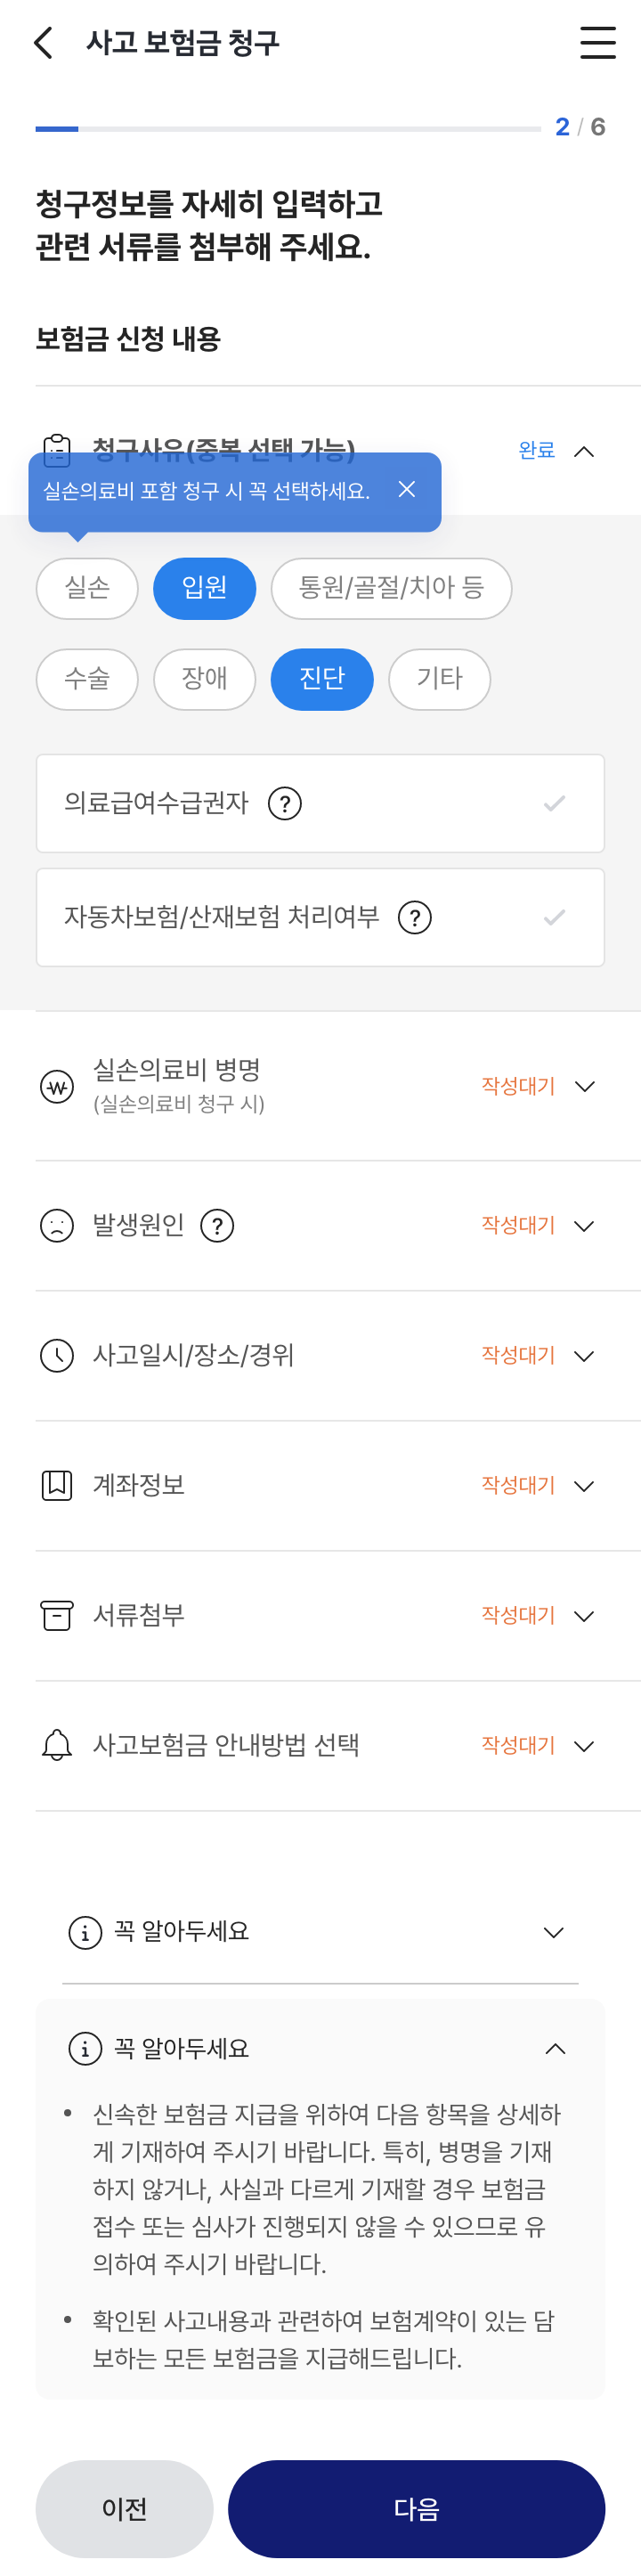 사고 보험금 청구
2 / 6
청구정보를 자세히 입력하고
관련 서류를 첨부해 주세요.
보험금 신청 내용
청구사유(중복 선택 가능)
완료
실손의료비 포함 청구 시 꼭 선택하세요.
실손 입원 통원/골절/치아 등
수술 장애 진단 기타
의료급여수급권자 ?
자동차보험/산재보험 처리여부 ?
실손의료비 병명
(실손의료비 청구 시)
작성대기
발생원인 ? 작성대기
사고일시/장소/경위 작성대기
계좌정보 작성대기
서류첨부 작성대기
사고보험금 안내방법 선택 작성대기
꼭 알아두세요
꼭 알아두세요
• 신속한 보험금 지급을 위하여 다음 항목을 상세하
게 기재하여 주시기 바랍니다. 특히, 병명을 기재
하지 않거나, 사실과 다르게 기재할 경우 보험금
접수 또는 심사가 진행되지 않을 수 있으므로 유
의하여 주시기 바랍니다.
• 확인된 사고내용과 관련하여 보험계약이 있는 담
보하는 모든 보험금을 지급해드립니다.
이전 다음